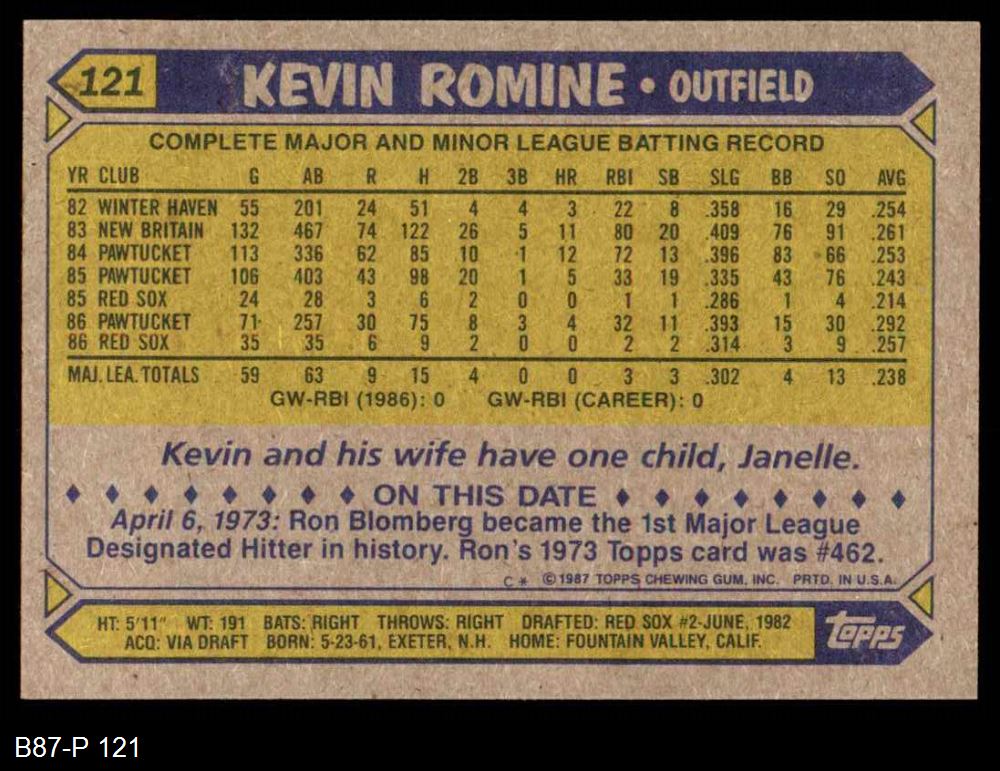 121 KEVIN ROMINE • OUTFIELD
COMPLETE MAJOR AND MINOR LEAGUE BATTING RECORD
YR CLUB G AB R H 2B 3B HR RBI SB SLG BB SO AVG
82 WINTER HAVEN 55 201 24 51 4 4 3 22 8 .358 16 29 .254
83 NEW BRITAIN 132 467 74 122 26 5 11 80 20 .409 76 91 .261
84 PAWTUCKET 113 336 62 85 10 1 12 72 13 .396 83 66 .253
85 PAWTUCKET 106 403 43 98 20 1 5 33 19 .335 43 76 .243
85 RED SOX 24 28 3 6 2 0 0 1 1 .286 1 4 .214
86 PAWTUCKET 71 257 30 75 8 3 4 32 11 .393 15 30 .292
86 RED SOX 35 35 6 9 2 0 0 2 2 .314 3 9 .257
MAJ. LEA. TOTALS 59 63 9 15 4 0 0 3 3 .302 4 13 .238
GW-RBI (1986): 0 GW-RBI (CAREER): 0
Kevin and his wife have one child, Janelle.
ON THIS DATE
April 6, 1973: Ron Blomberg became the 1st Major League
Designated Hitter in history. Ron's 1973 Topps card was #462.
C* ©1987 TOPPS CHEWING GUM, INC. PRTD. IN U.S.A.
HT: 5'11" WT: 191 BATS: RIGHT THROWS: RIGHT DRAFTED: RED SOX #2-JUNE, 1982
ACQ: VIA DRAFT BORN: 5-23-61, EXETER, N.H. HOME: FOUNTAIN VALLEY, CALIF.
topps
B87-P 121